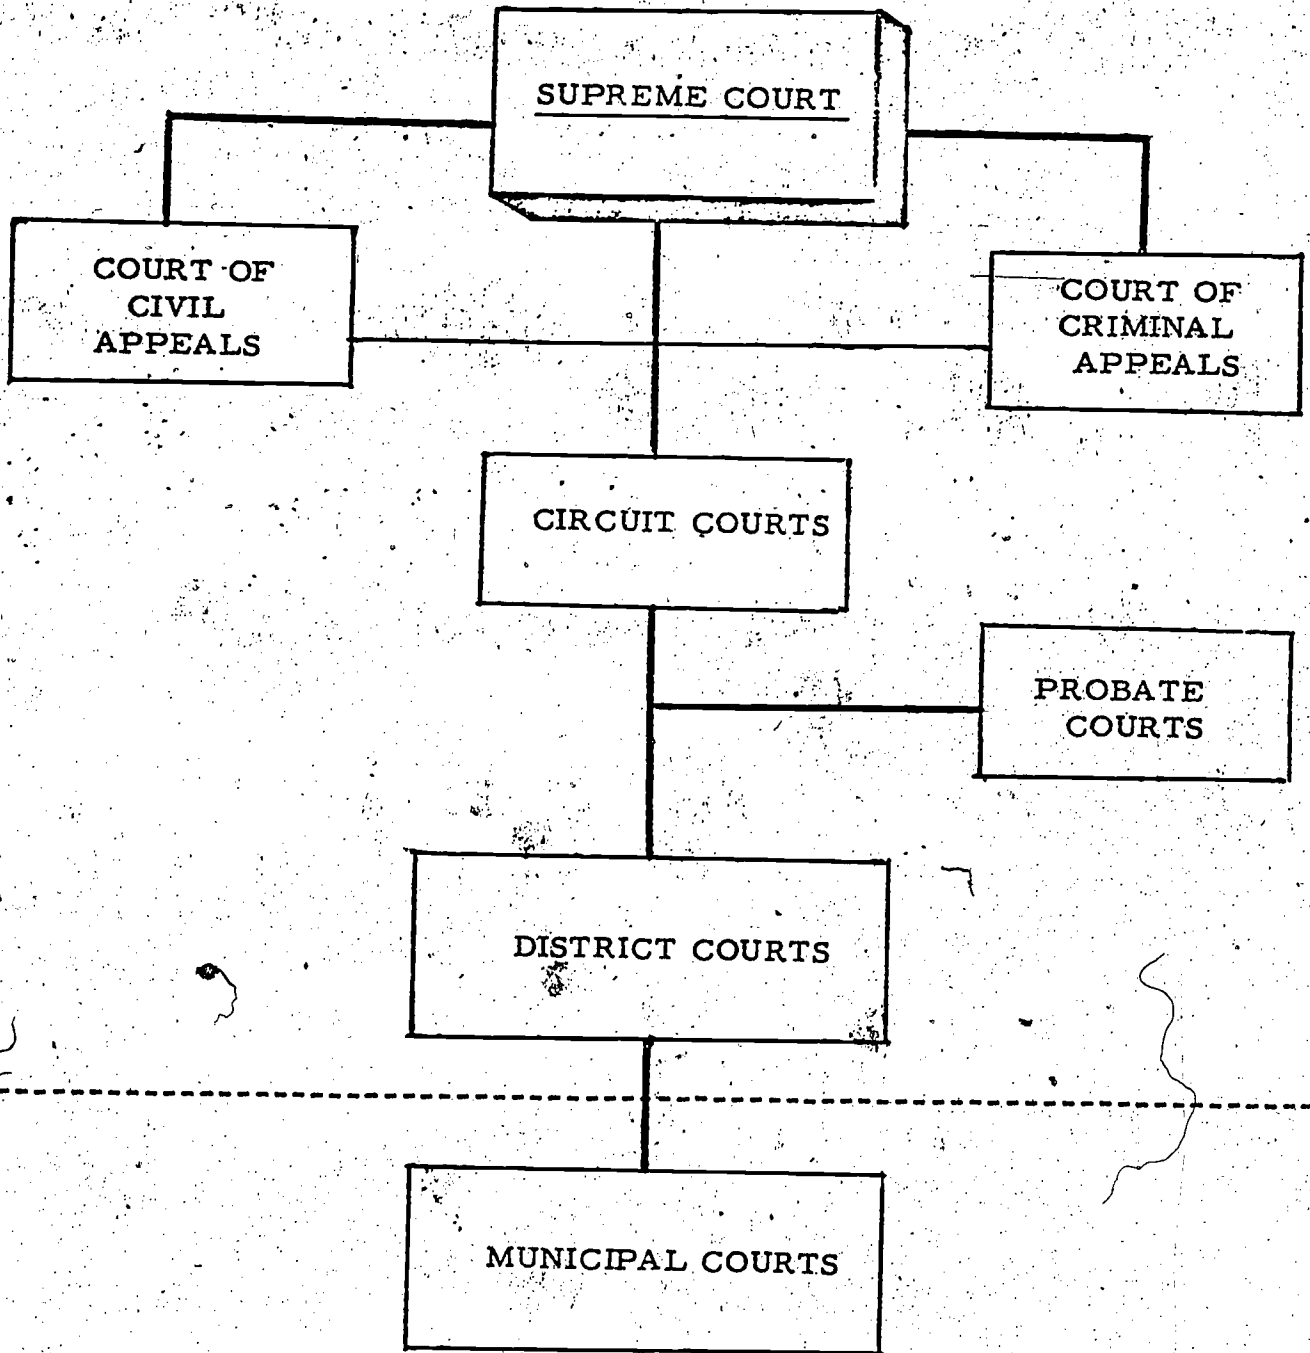 SUPREME COURT
COURT OF
CIVIL
APPEALS
COURT OF
CRIMINAL
APPEALS
CIRCUIT COURTS
PROBATE
COURTS
DISTRICT COURTS
MUNICIPAL COURTS